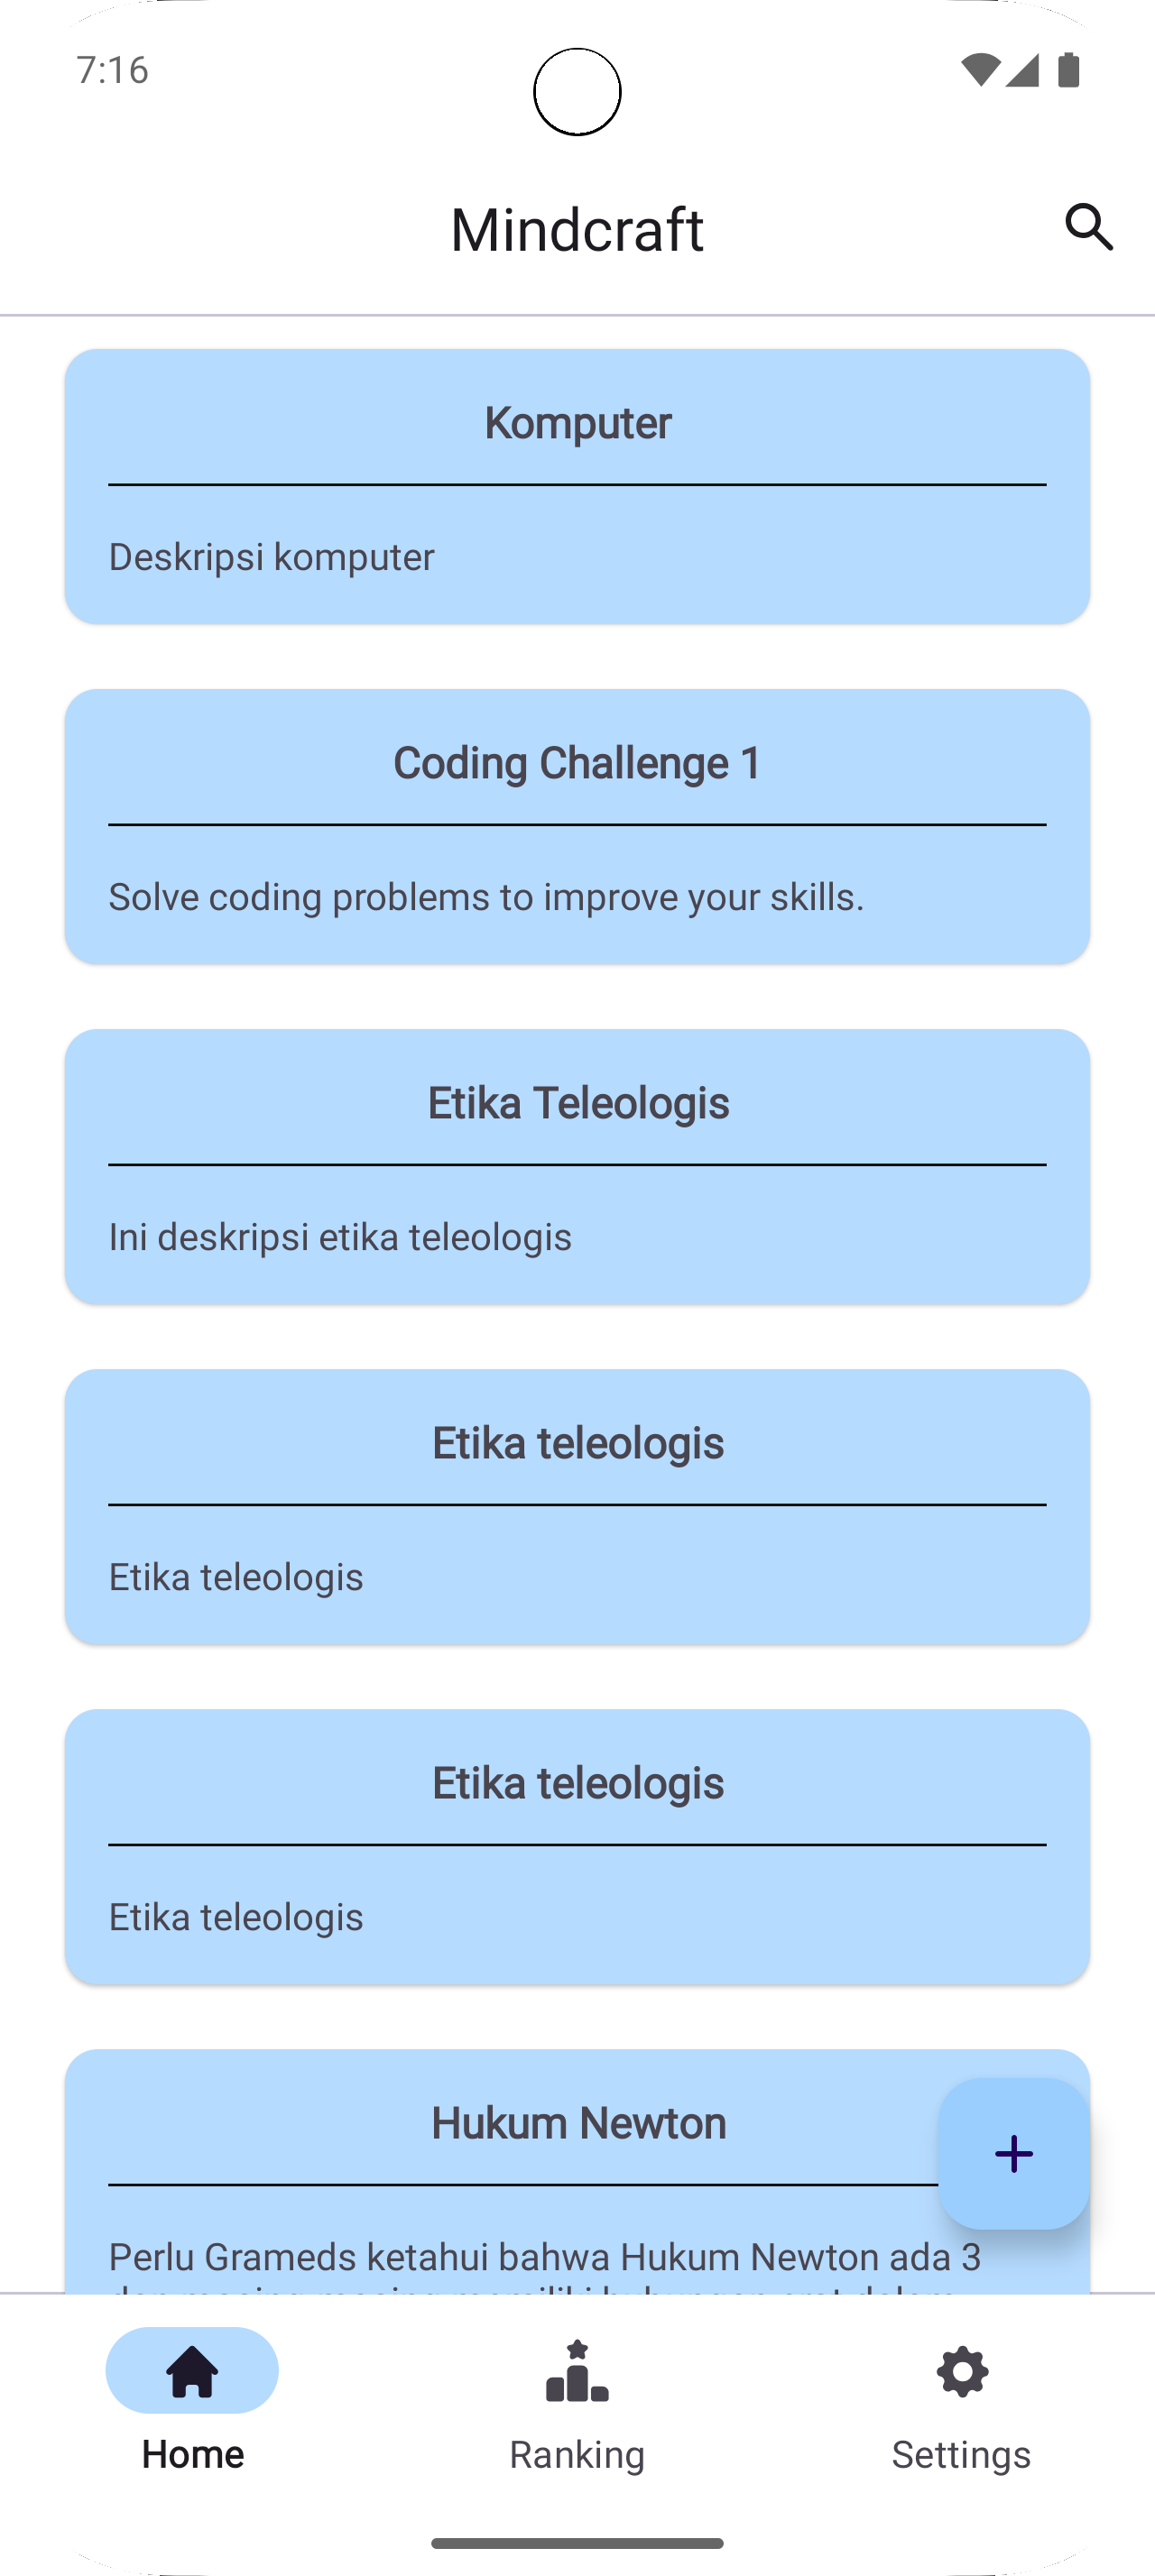 7:16
Mindcraft
Komputer
Deskripsi komputer
Coding Challenge 1
Solve coding problems to improve your skills.
Etika Teleologis
Ini deskripsi etika teleologis
Etika teleologis
Etika teleologis
Etika teleologis
Etika teleologis
Hukum Newton
Perlu Grameds ketahui bahwa Hukum Newton ada 3
Home
Ranking
Settings